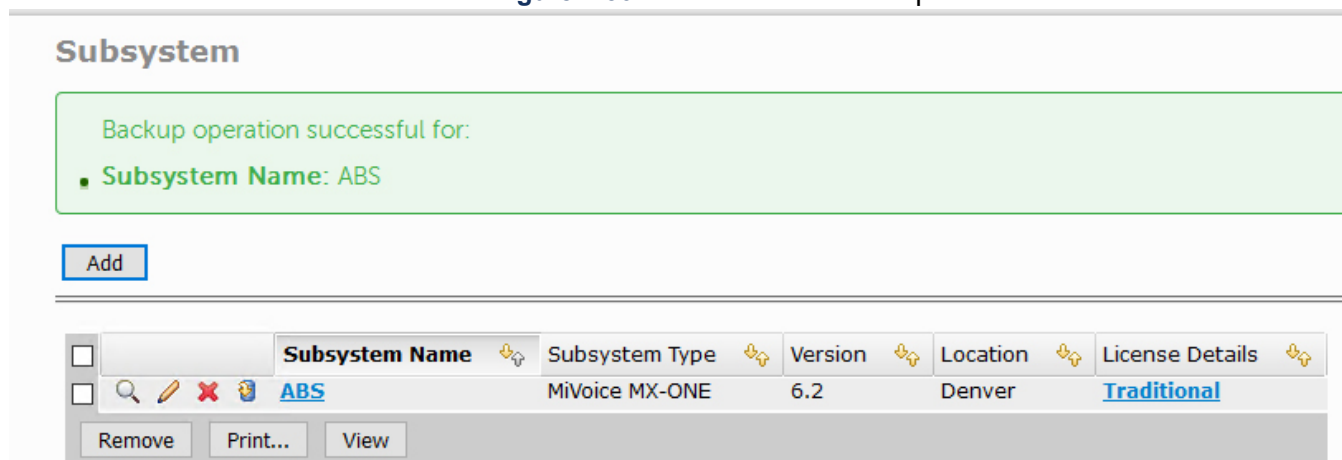 Subsystem
Backup operation successful for:
Subsystem Name: ABS
Add
Subsystem Name Subsystem Type Version Location License Details
ABS MiVoice MX-ONE 6.2 Denver Traditional
Remove Print... View